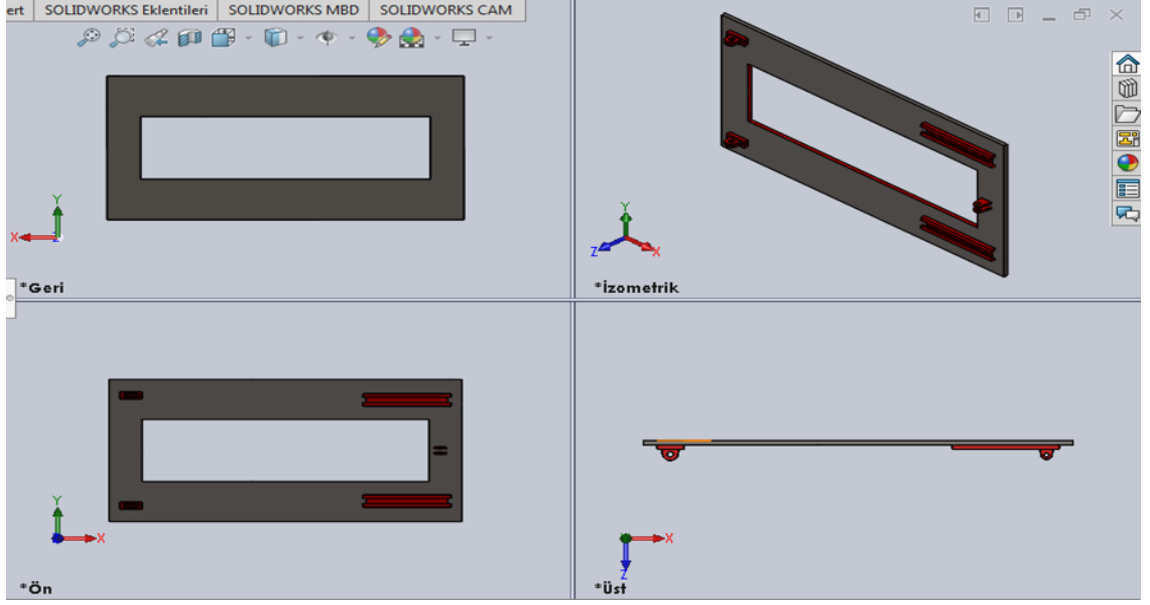 ert SOLIDWORKS Eklentileri SOLIDWORKS MBD SOLIDWORKS CAM
Y
X Z
*Geri
Y
Z X
*İzometrik
Y
X
*Ön
X
Z
*Üst